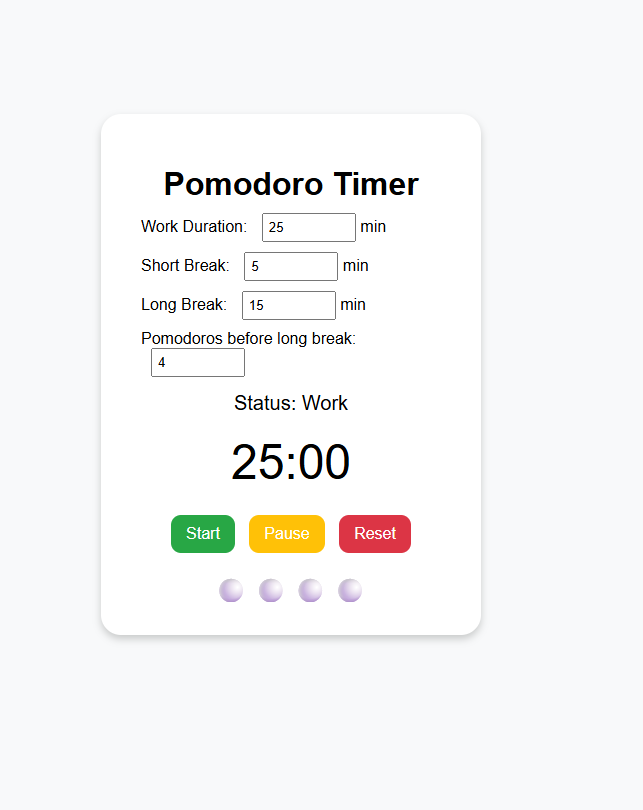 Pomodoro Timer
Work Duration: 25 min
Short Break: 5 min
Long Break: 15 min
Pomodoros before long break:
4
Status: Work
25:00
Start Pause Reset